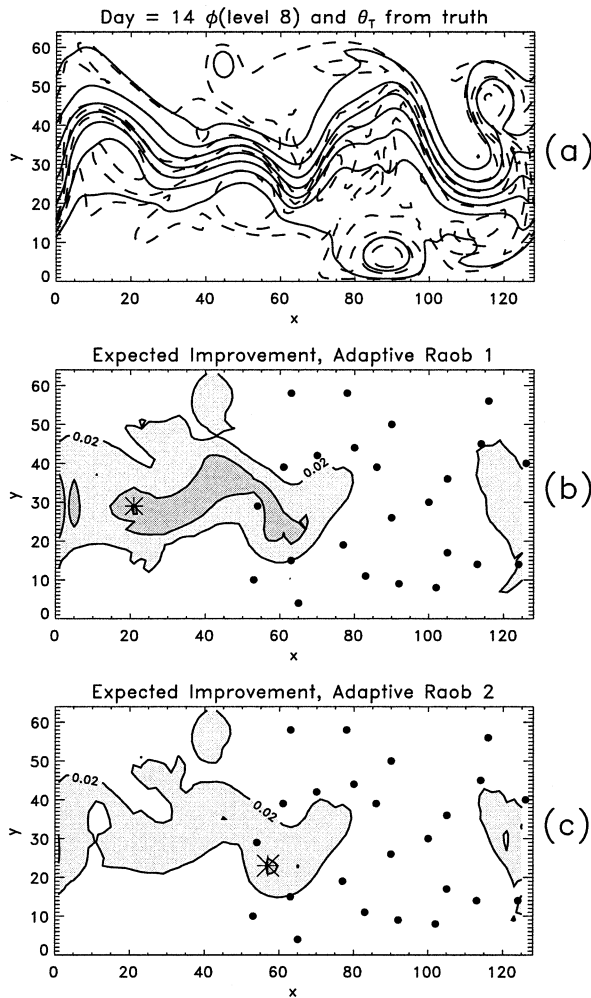 Day = 14 ϕ(level 8) and θ_T from truth
60
50
40
30
20
10
0
y
0 20 40 60 80 100 120
x
(a)
Expected Improvement, Adaptive Raob 1
60
50
40
30
20
10
0
y
0.02
0.02
0 20 40 60 80 100 120
x
(b)
Expected Improvement, Adaptive Raob 2
60
50
40
30
20
10
0
y
0.02
0.02
0 20 40 60 80 100 120
x
(c)